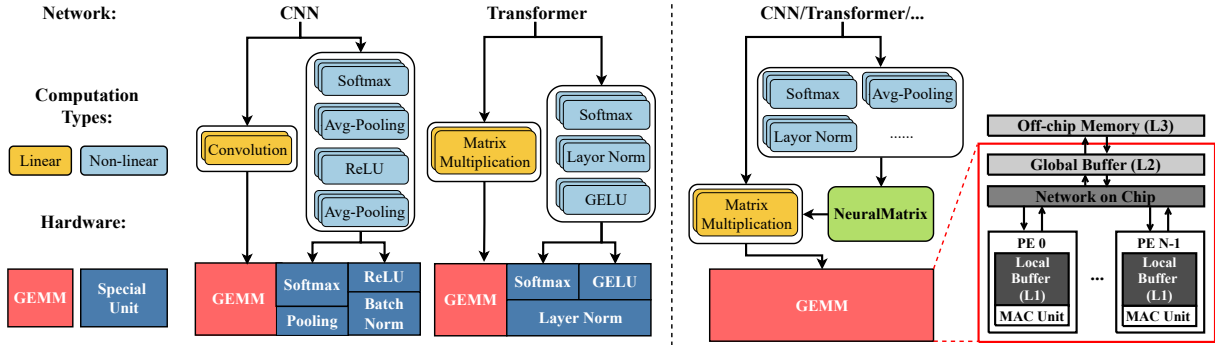 Network:
CNN
Transformer
CNN/Transformer/...
Computation
Types:
Linear
Non-linear
Hardware:
GEMM
Special
Unit
Convolution
Softmax
Avg-Pooling
ReLU
Avg-Pooling
GEMM
Softmax
Pooling
ReLU
Batch
Norm
Matrix
Multiplication
Softmax
Layor Norm
GELU
GEMM
Softmax
GELU
Layer Norm
Softmax
Avg-Pooling
Layor Norm
......
Matrix
Multiplication
NeuralMatrix
GEMM
Off-chip Memory (L3)
Global Buffer (L2)
Network on Chip
PE 0
Local
Buffer
(L1)
MAC Unit
...
PE N-1
Local
Buffer
(L1)
MAC Unit